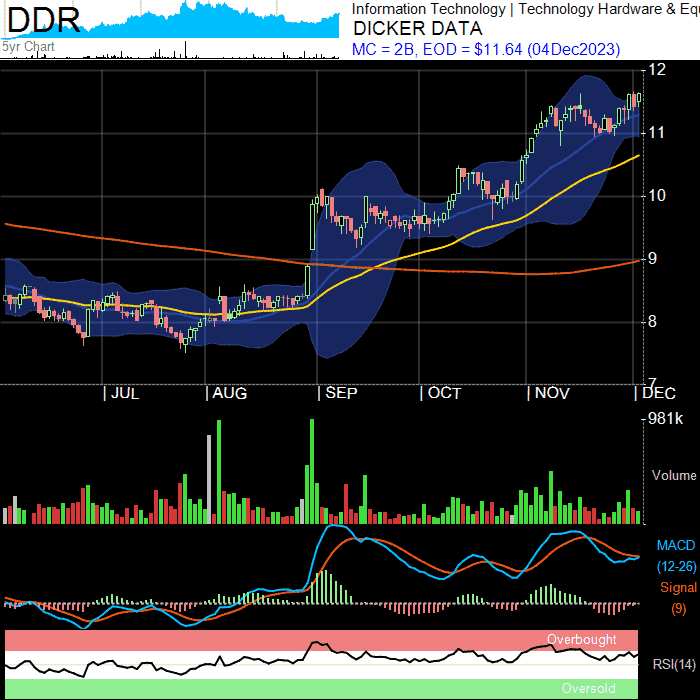 DDR
5yr Chart
Information Technology | Technology Hardware & Equ
DICKER DATA
MC = 2B, EOD = $11.64 (04Dec2023)
12
11
10
9
8
7
JUL
AUG
SEP
OCT
NOV
DEC
981k
Volume
MACD
(12-26)
Signal
(9)
Overbought
RSI(14)
Oversold